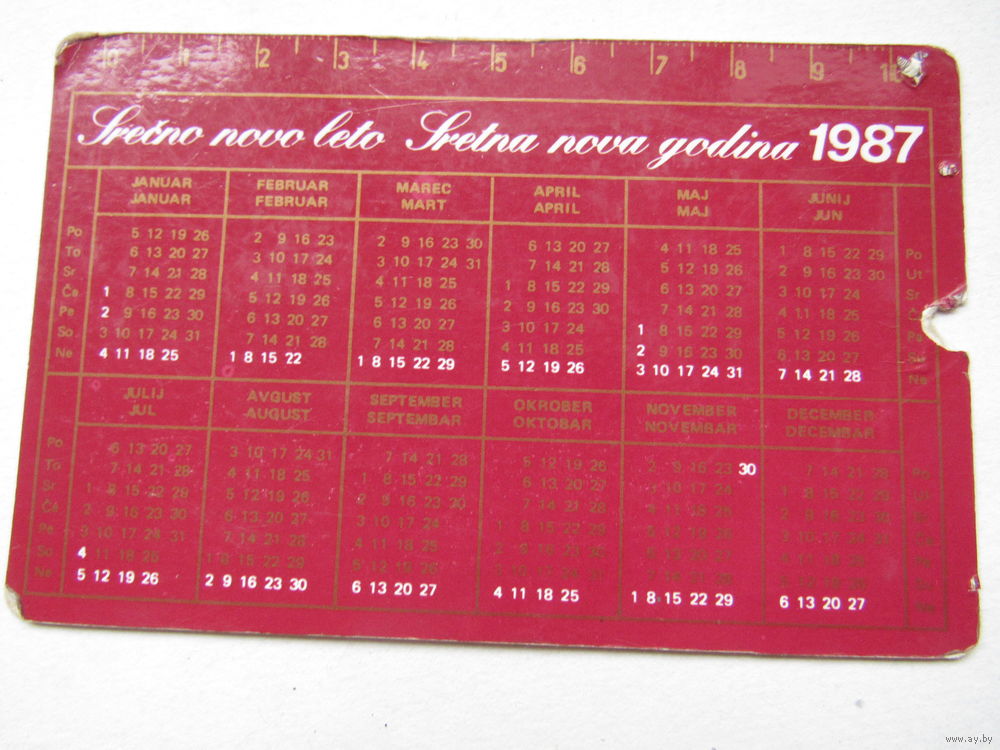 0 1 2 3 4 5 6 7 8 9 10
Srečno novo leto Sretna nova godina 1987
JANUAR FEBRUAR MAREC APRIL MAJ JUNIJ
JANUAR FEBRUAR MART APRIL MAJ JUN
Po 5 12 19 26 2 9 16 23 2 9 16 23 30 6 13 20 27 4 11 18 25 1 8 15 22 29 Po
To 6 13 20 27 3 10 17 24 3 10 17 24 31 7 14 21 28 5 12 19 26 2 9 16 23 30 Ut
Sr 7 14 21 28 4 11 18 25 4 11 18 25 1 8 15 22 29 6 13 20 27 3 10 17 24 Sr
Če 1 8 15 22 29 5 12 19 26 5 12 19 26 2 9 16 23 30 7 14 21 28 4 11 18 25
Pe 2 9 16 23 30 6 13 20 27 6 13 20 27 3 10 17 24 1 8 15 22 29 5 12 19 26 Pe
So 3 10 17 24 31 7 14 21 28 7 14 21 28 4 11 18 25 2 9 16 23 30 6 13 20 27 Su
Ne 4 11 18 25 1 8 15 22 1 8 15 22 29 5 12 19 26 3 10 17 24 31 7 14 21 28 Ne
JULIJ AVGUST SEPTEMBER OKROBER NOVEMBER DECEMBER
JUL AUGUST SEPTEMBAR OKTOBAR NOVEMBAR DECEMBAR
Po 6 13 20 27 3 10 17 24 31 7 14 21 28 5 12 19 26 2 9 16 23 30 7 14 21 28 Po
To 7 14 21 28 4 11 18 25 1 8 15 22 29 6 13 20 27 3 10 17 24 1 8 15 22 29 Ut
Sr 1 8 15 22 29 5 12 19 26 2 9 16 23 30 7 14 21 28 4 11 18 25 2 9 16 23 30
Če 2 9 16 23 30 6 13 20 27 3 10 17 24 1 8 15 22 29 5 12 19 26 3 10 17 24 31
Pe 3 10 17 24 31 7 14 21 28 4 11 18 25 2 9 16 23 30 6 13 20 27 4 11 18 25
So 4 11 18 25 1 8 15 22 29 5 12 19 26 3 10 17 24 31 7 14 21 28 5 12 19 26
Ne 5 12 19 26 2 9 16 23 30 6 13 20 27 4 11 18 25 1 8 15 22 29 6 13 20 27
www.ay.by